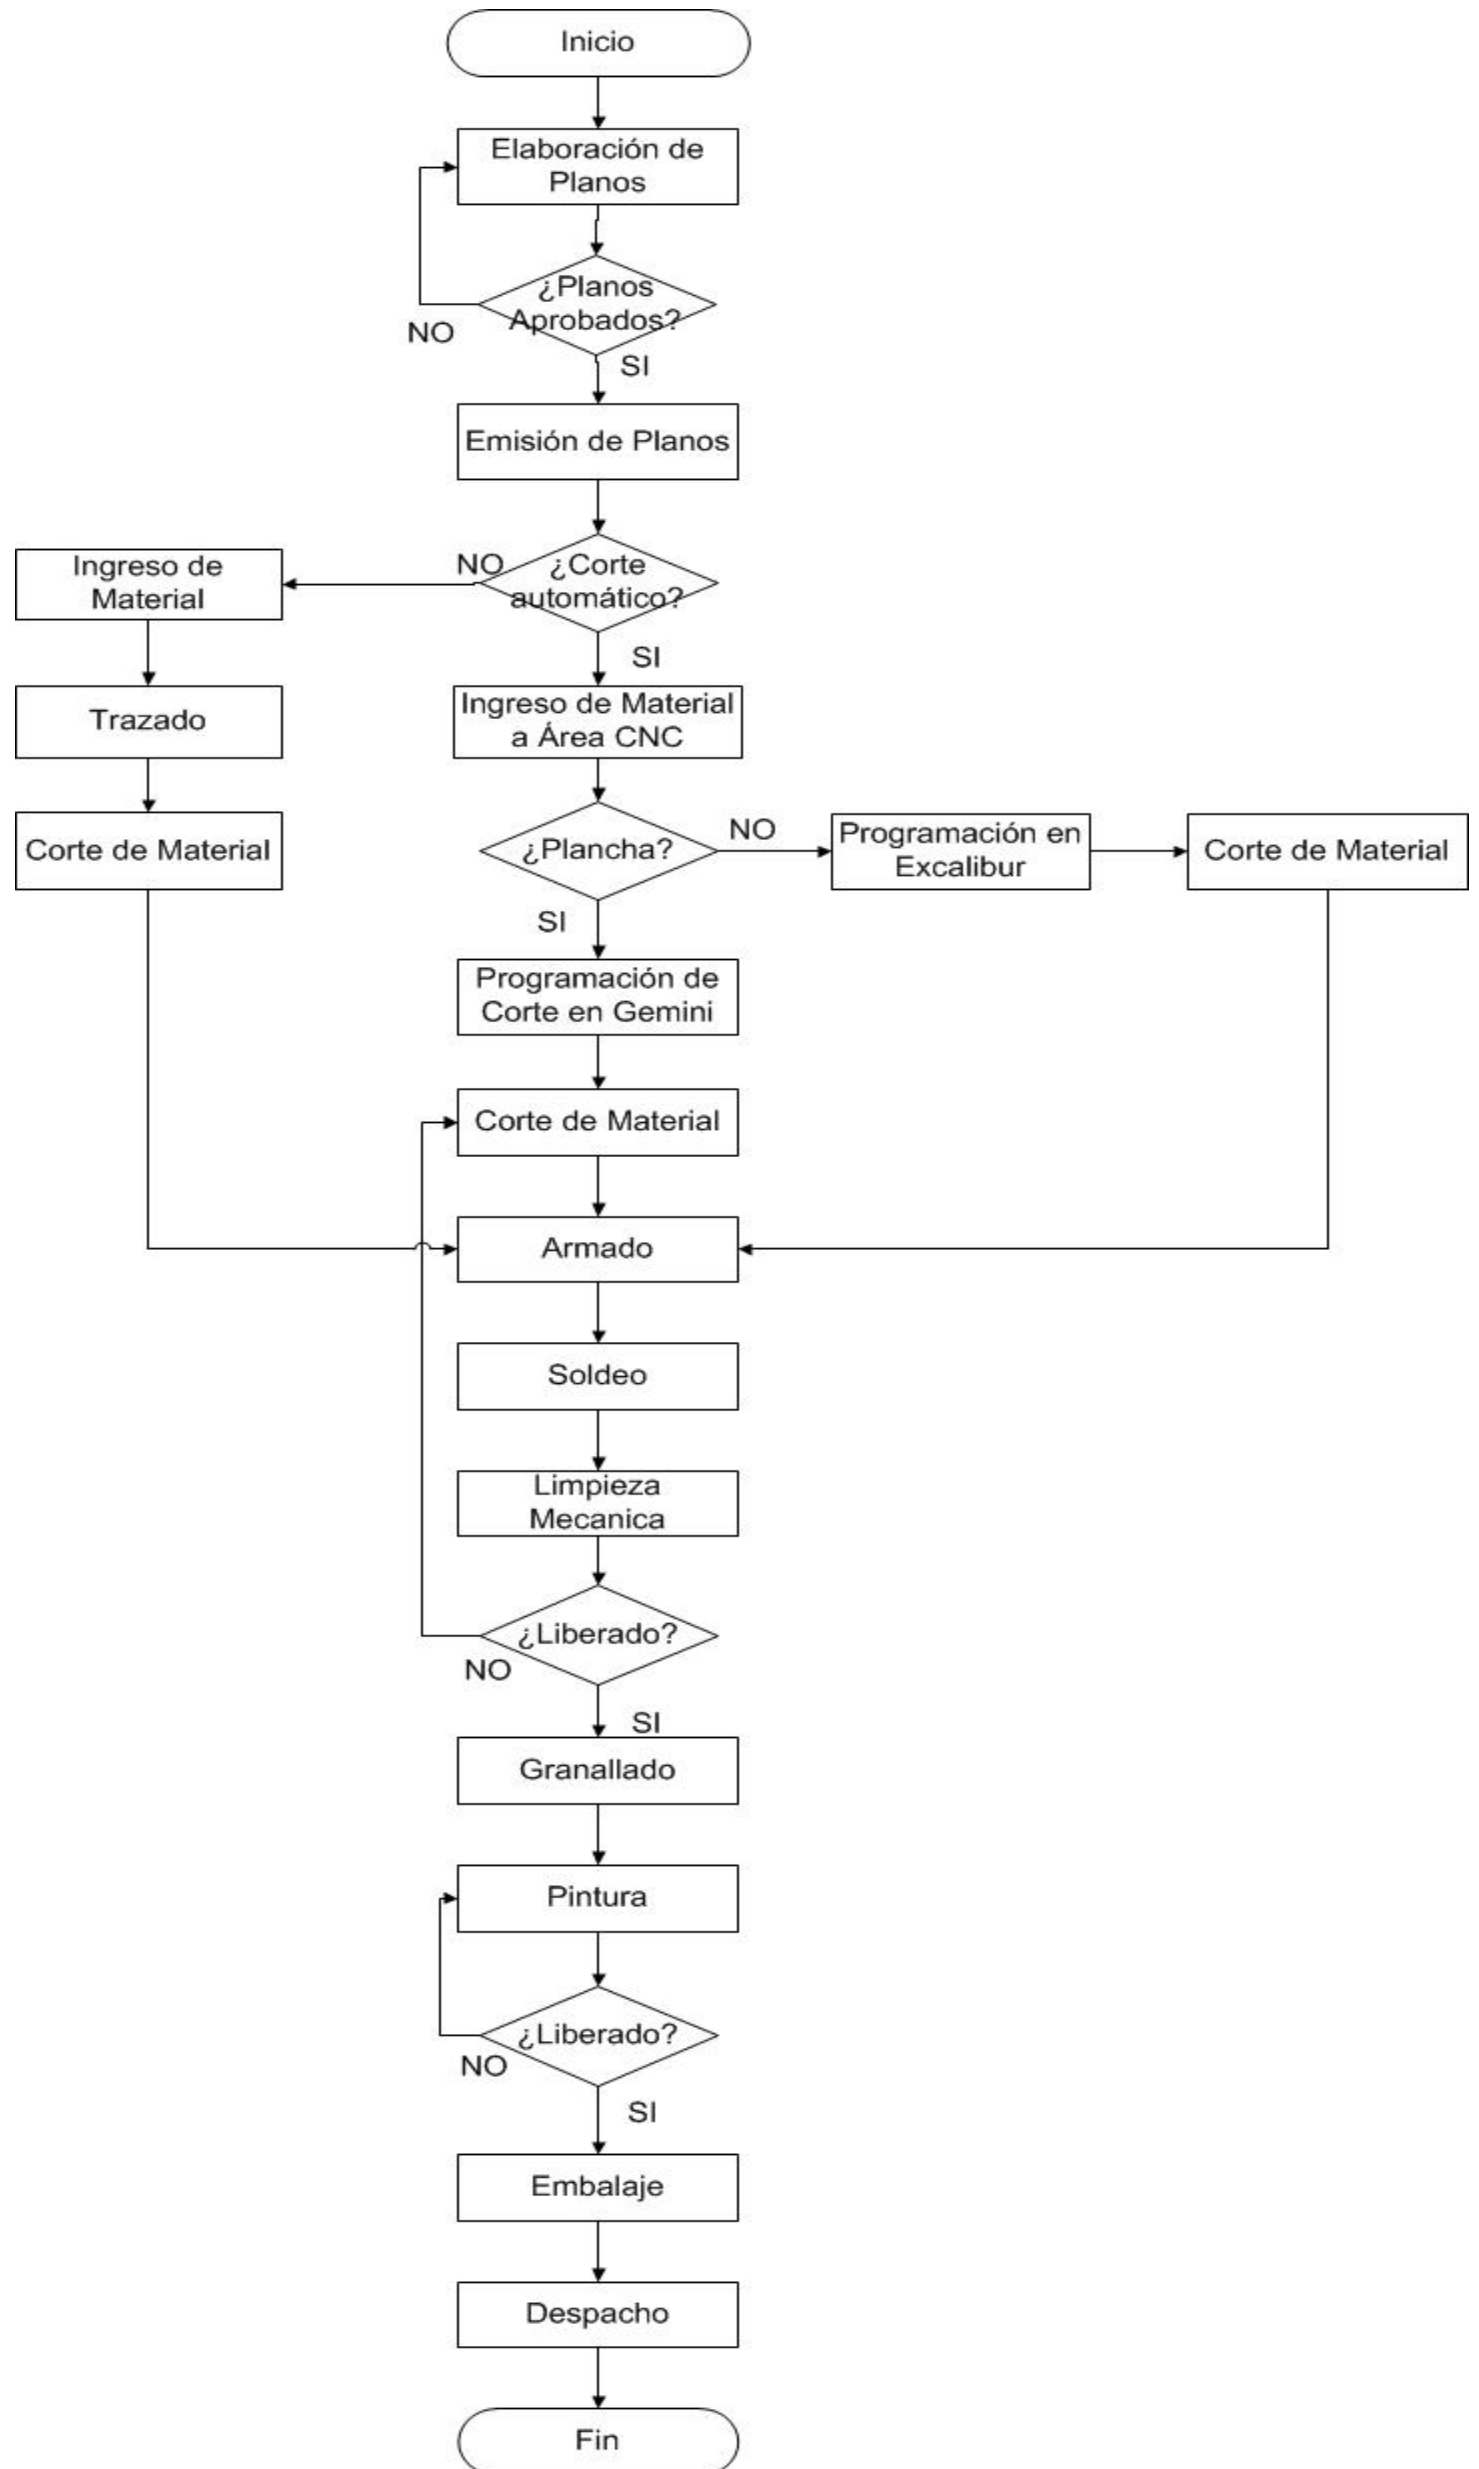 Inicio
Elaboración de
Planos
¿Planos
Aprobados?
NO
SI
Emisión de Planos
¿Corte
automático?
NO
SI
Ingreso de
Material
Trazado
Corte de Material
Ingreso de Material
a Área CNC
¿Plancha?
NO
SI
Programación en
Excalibur
Corte de Material
Programación de
Corte en Gemini
Corte de Material
Armado
Soldeo
Limpieza
Mecanica
¿Liberado?
NO
SI
Granallado
Pintura
¿Liberado?
NO
SI
Embalaje
Despacho
Fin